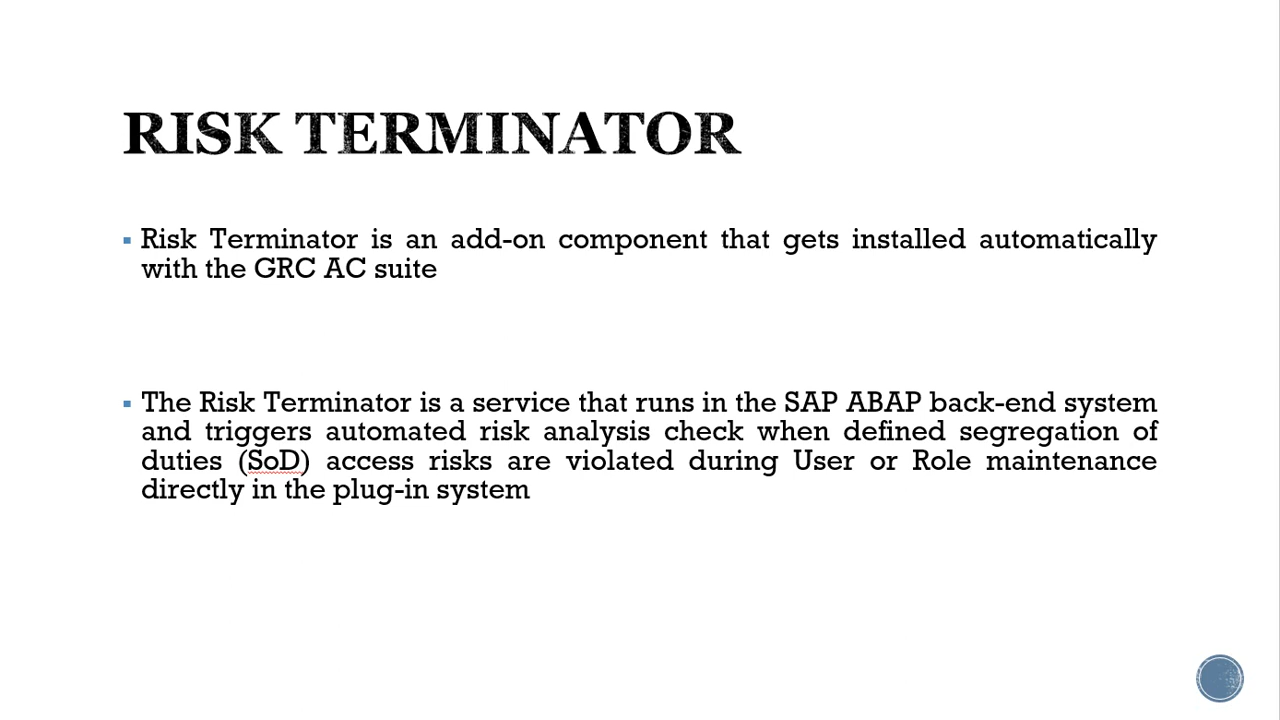 RISK TERMINATOR
▪ Risk Terminator is an add-on component that gets installed automatically
with the GRC AC suite
▪ The Risk Terminator is a service that runs in the SAP ABAP back-end system
and triggers automated risk analysis check when defined segregation of
duties (SoD) access risks are violated during User or Role maintenance
directly in the plug-in system